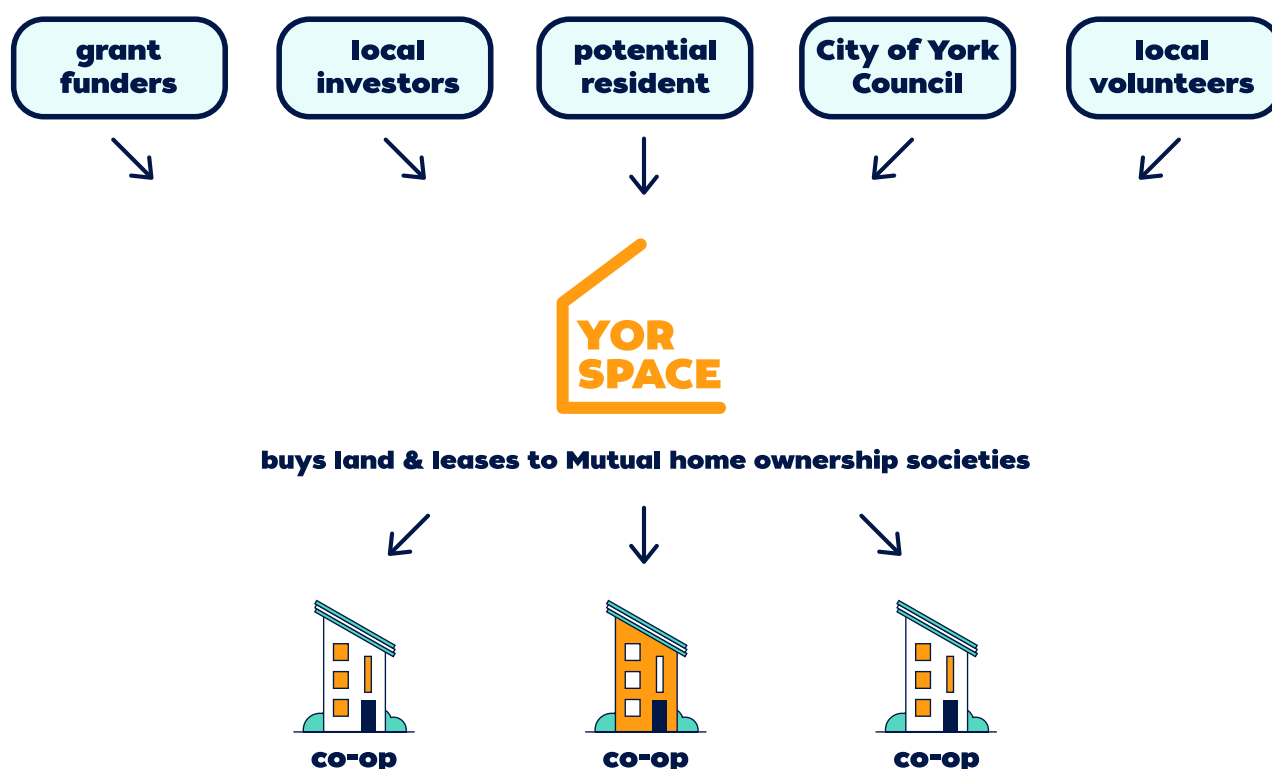 grant
funders
local
investors
potential
resident
City of York
Council
local
volunteers
YOR
SPACE
buys land & leases to Mutual home ownership societies
co-op
co-op
co-op